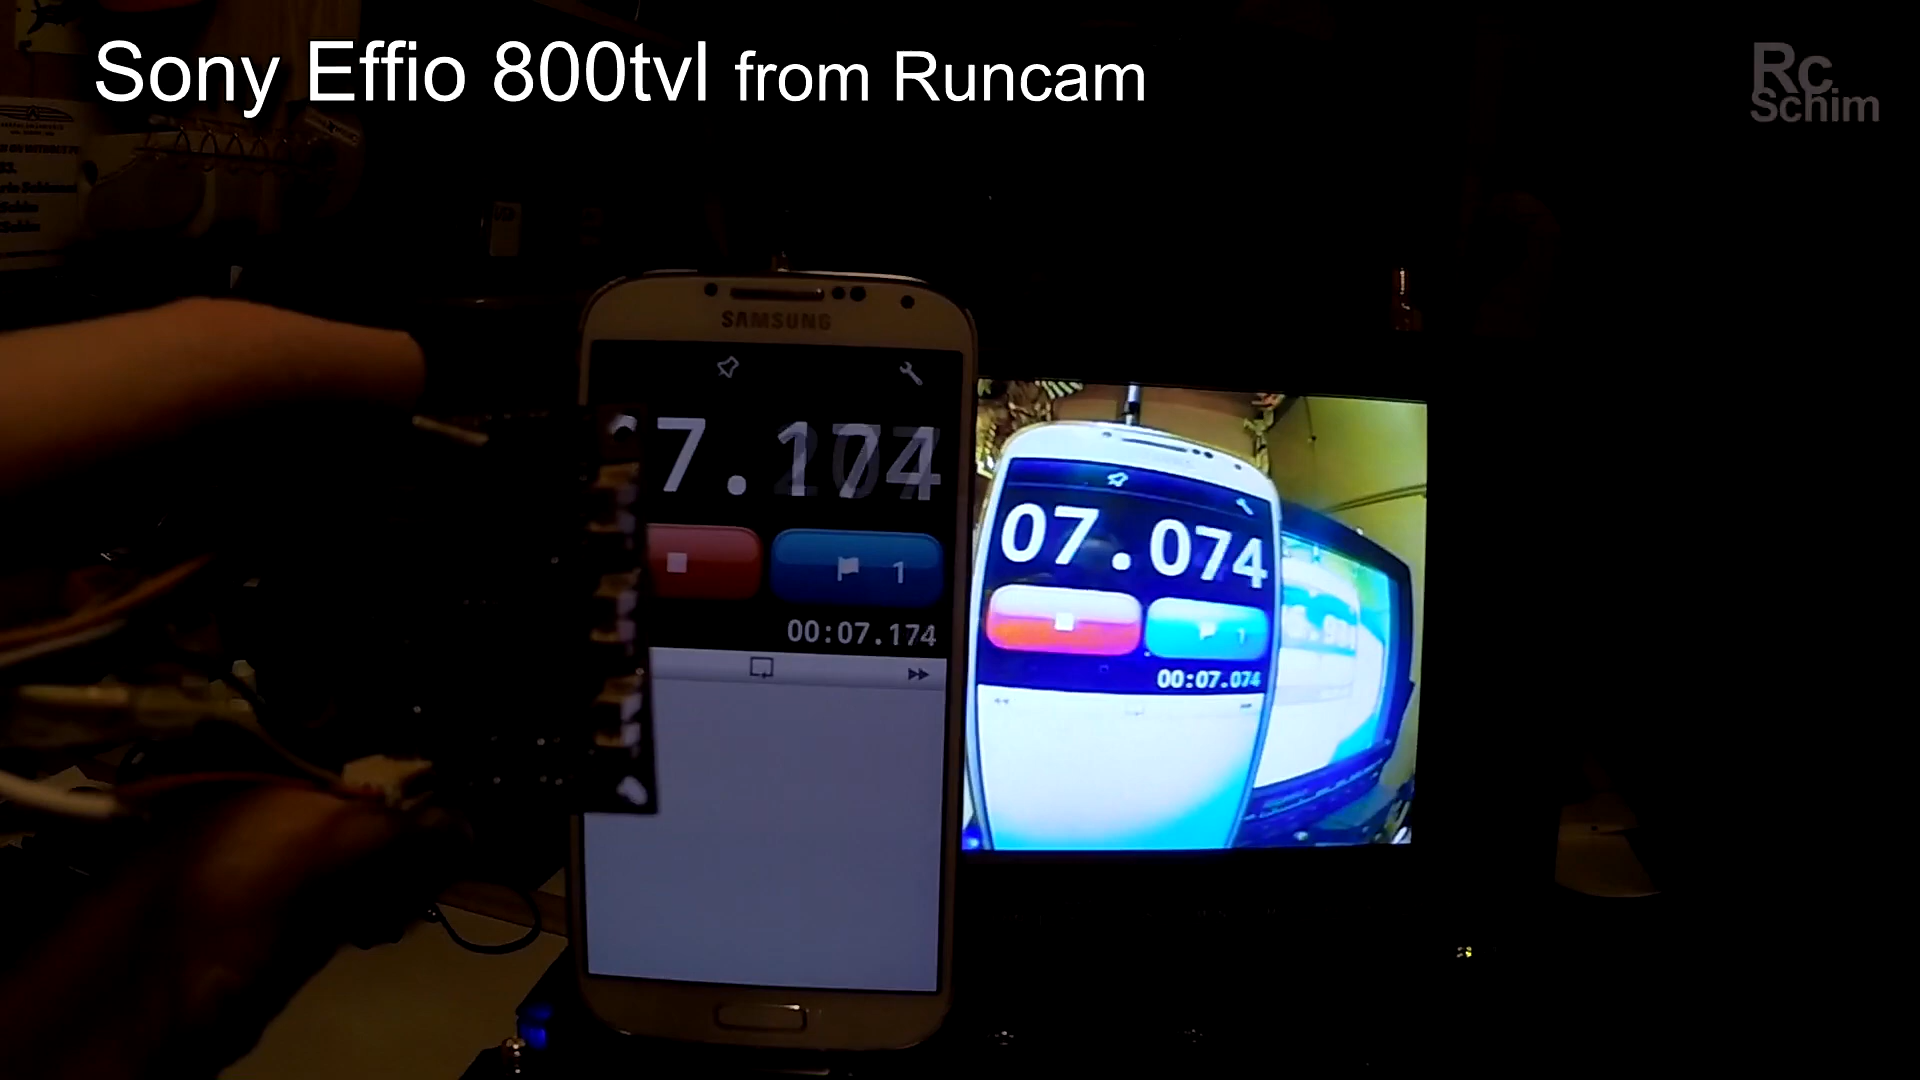 Sony Effio 800tvl from Runcam
Rc
Schim
SAMSUNG
7.174
1
00:07.174
07.074
1
00:07.074